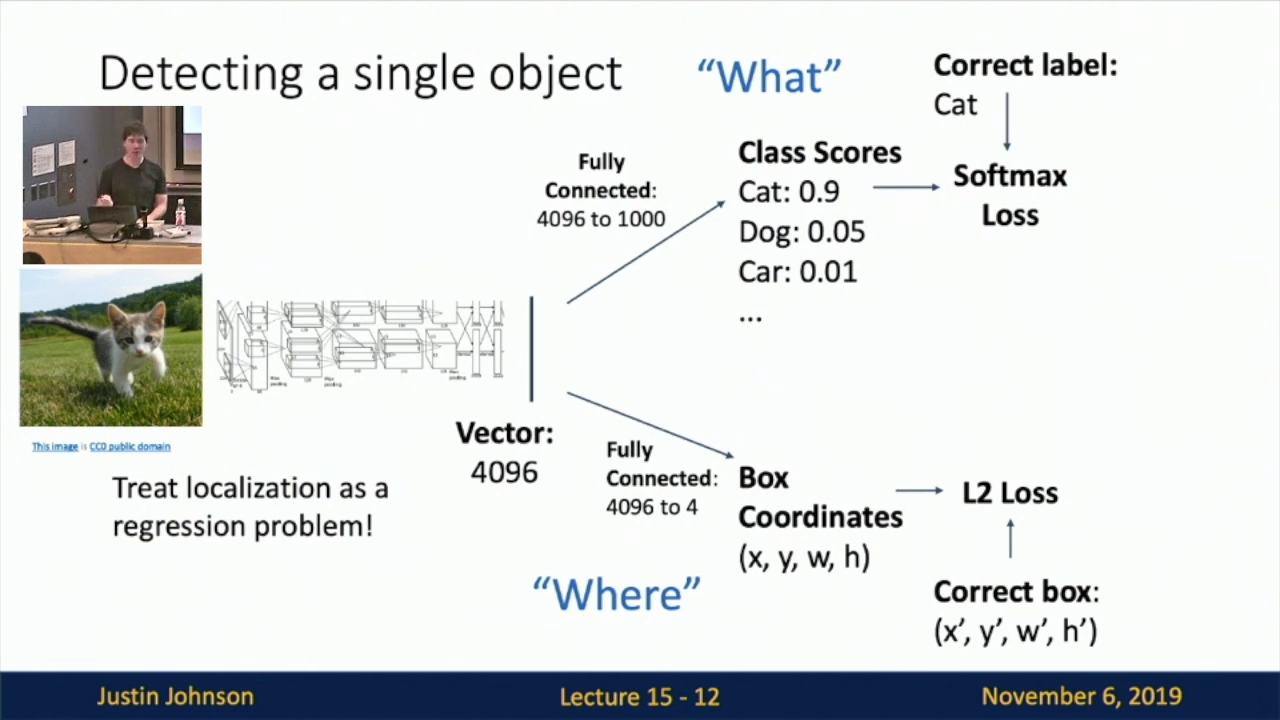 Detecting a single object
“What”
Correct label:
Cat
Fully
Connected:
4096 to 1000
Class Scores
Cat: 0.9
Dog: 0.05
Car: 0.01
...
Softmax
Loss
This image is CC0 public domain
Vector:
4096
Treat localization as a
regression problem!
Fully
Connected:
4096 to 4
Box
Coordinates
(x, y, w, h)
L2 Loss
“Where”
Correct box:
(x’, y’, w’, h’)
Justin Johnson
Lecture 15 - 12
November 6, 2019